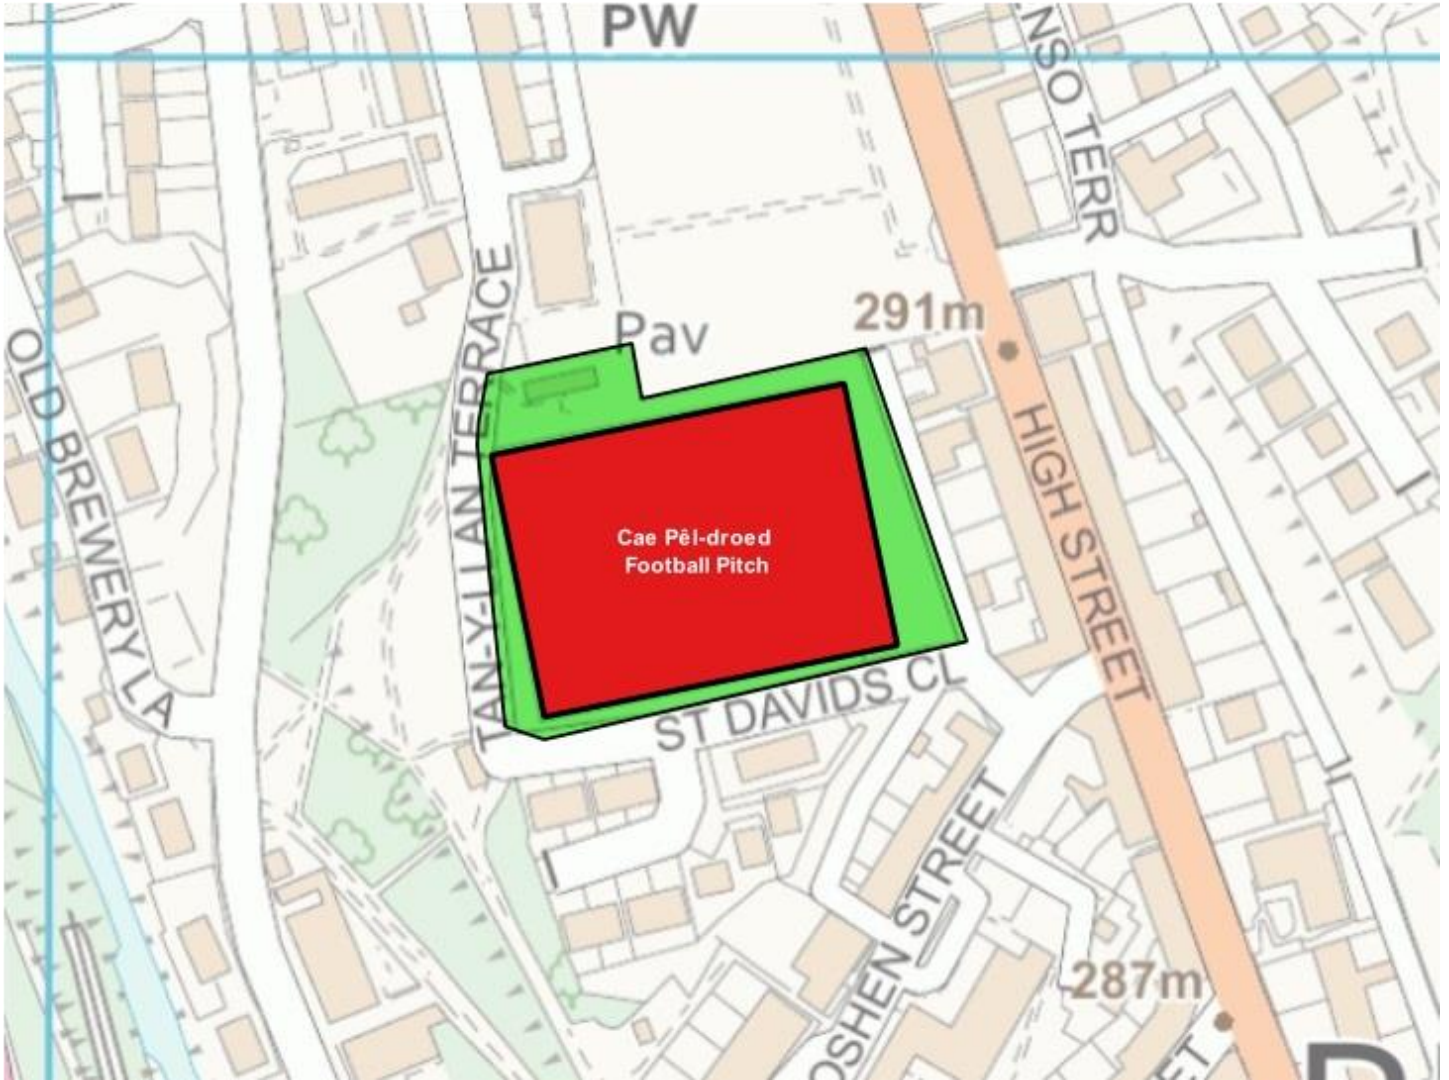 PW
NSO TERR
291m
Pav
TAN-Y-LLAN TERRACE
OLD BREWERY LA
HIGH STREET
Cae Pêl-droed
Football Pitch
ST DAVIDS CL
OSHEN STREET
287m
ET